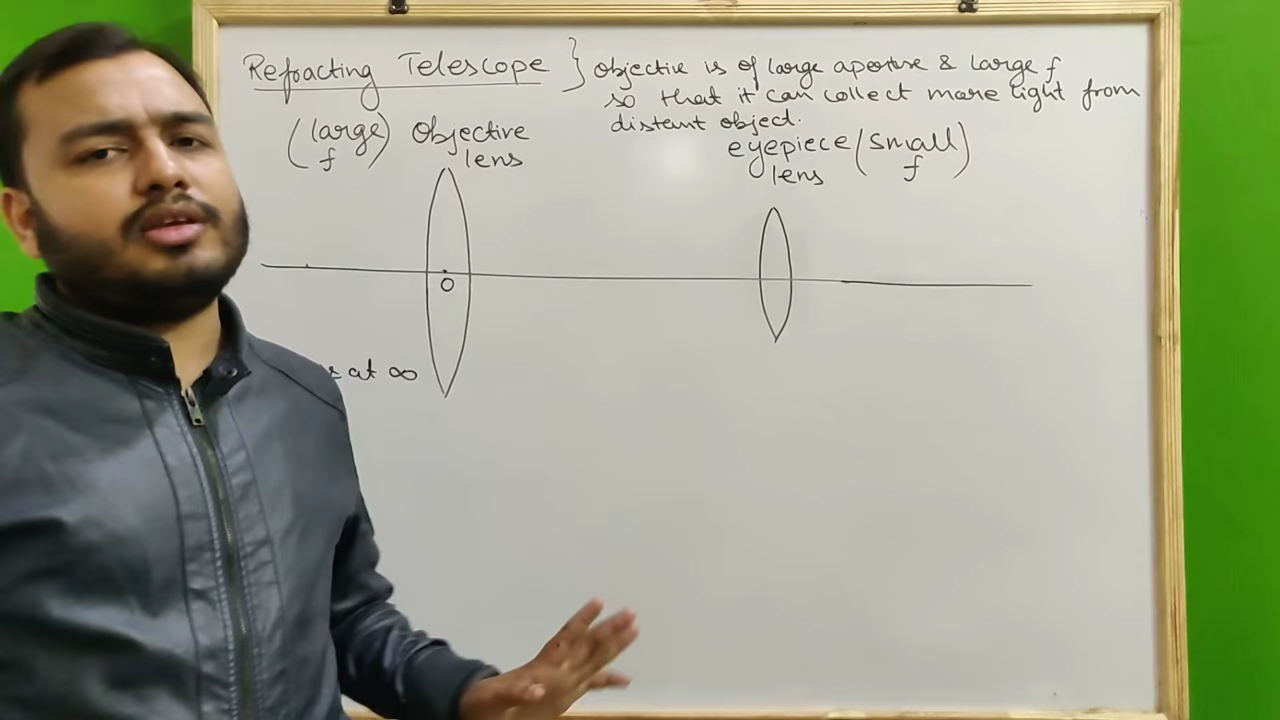 Refracting Telescope } objective is of large aperture & large f
so that it can collect more light from
distant object.
(large f) Objective lens
eyepiece lens (small f)
O
at ∞